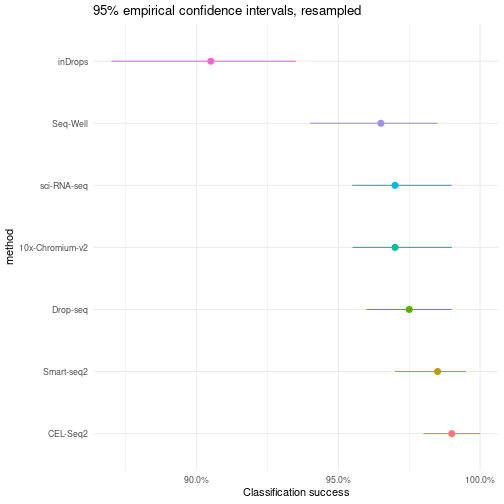 95% empirical confidence intervals, resampled
method
inDrops
Seq-Well
sci-RNA-seq
10x-Chromium-v2
Drop-seq
Smart-seq2
CEL-Seq2
90.0% 95.0% 100.0%
Classification success